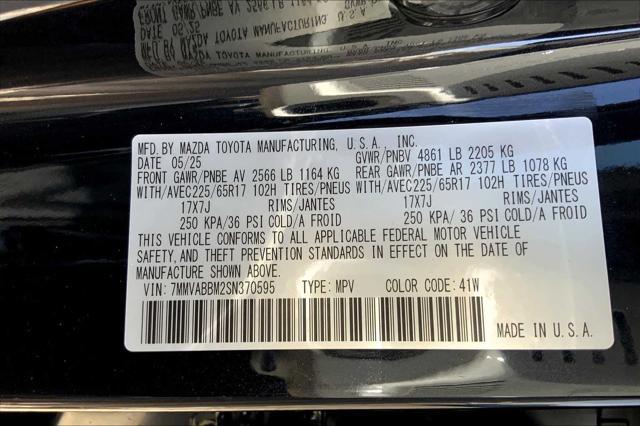 MFD. BY MAZDA TOYOTA MANUFACTURING, U.S.A., INC.
DATE 05/25 GVWR/PNBV 4861 LB 2205 KG
FRONT GAWR/PNBE AV 2566 LB 1164 KG REAR GAWR/PNBE AR 2377 LB 1078 KG
WITH/AVEC225/65R17 102H TIRES/PNEUS WITH/AVEC225/65R17 102H TIRES/PNEUS
17X7J RIMS/JANTES 17X7J RIMS/JANTES
250 KPA/36 PSI COLD/A FROID 250 KPA/ 36 PSI COLD/A FROID
THIS VEHICLE CONFORMS TO ALL APPLICABLE FEDERAL MOTOR VEHICLE
SAFETY, AND THEFT PREVENTION STANDARDS IN EFFECT ON THE DATE OF
MANUFACTURE SHOWN ABOVE.
VIN: 7MMVABBM2SN370595 TYPE: MPV COLOR CODE: 41W
MADE IN U.S.A.